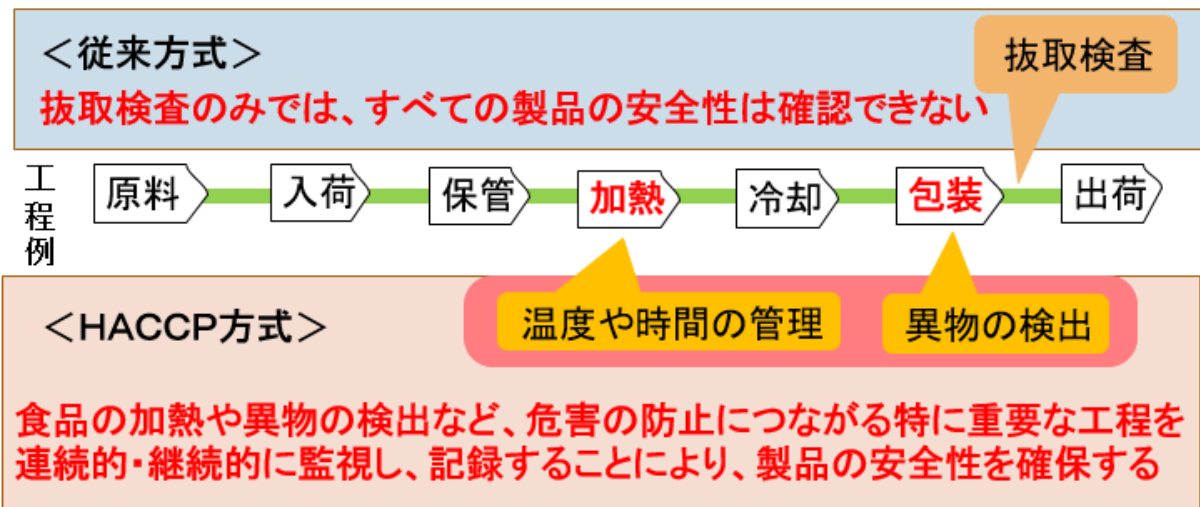 ＜従来方式＞
抜取検査
抜取検査のみでは、すべての製品の安全性は確認できない
工程例
原料
入荷
保管
加熱
冷却
包装
出荷
＜HACCP方式＞
温度や時間の管理
異物の検出
食品の加熱や異物の検出など、危害の防止につながる特に重要な工程を
連続的・継続的に監視し、記録することにより、製品の安全性を確保する